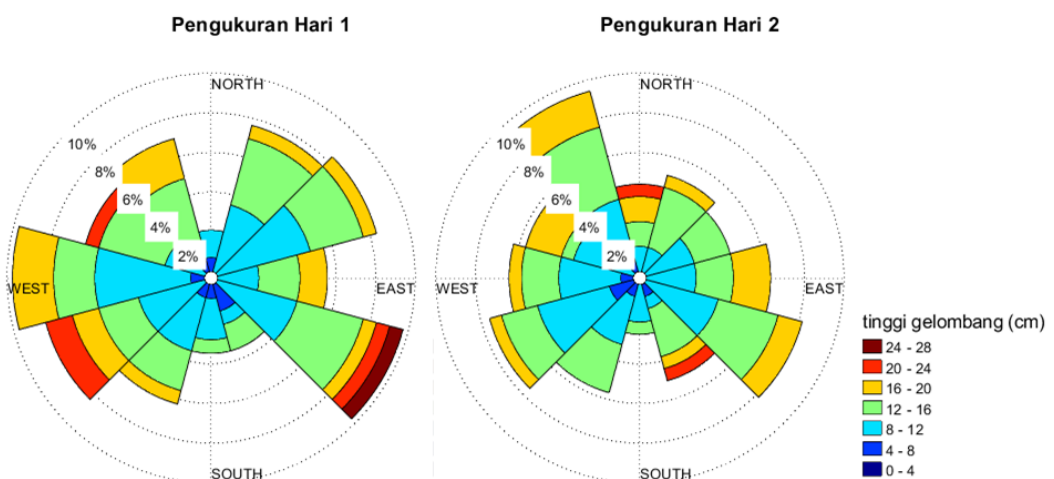 Pengukuran Hari 1
NORTH
10%
8%
6%
4%
2%
WEST
EAST
SOUTH
Pengukuran Hari 2
NORTH
10%
8%
6%
4%
2%
WEST
EAST
SOUTH
tinggi gelombang (cm)
24 - 28
20 - 24
16 - 20
12 - 16
8 - 12
4 - 8
0 - 4